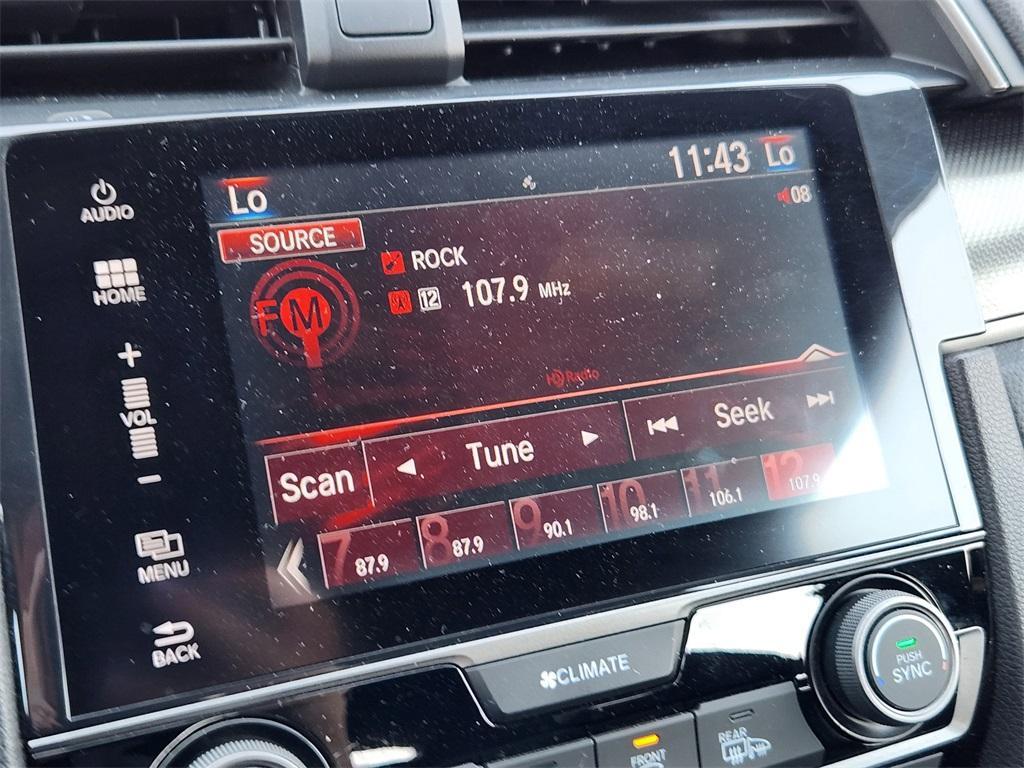 Lo 11:43 Lo
08
AUDIO
SOURCE
ROCK
FM
12 107.9 MHz
HOME
HD Radio
+
VOL
−
Scan Tune Seek
7 87.9 8 87.9 9 90.1 10 98.1 11 106.1 12 107.9
MENU
BACK
CLIMATE
PUSH
SYNC
FRONT
REAR